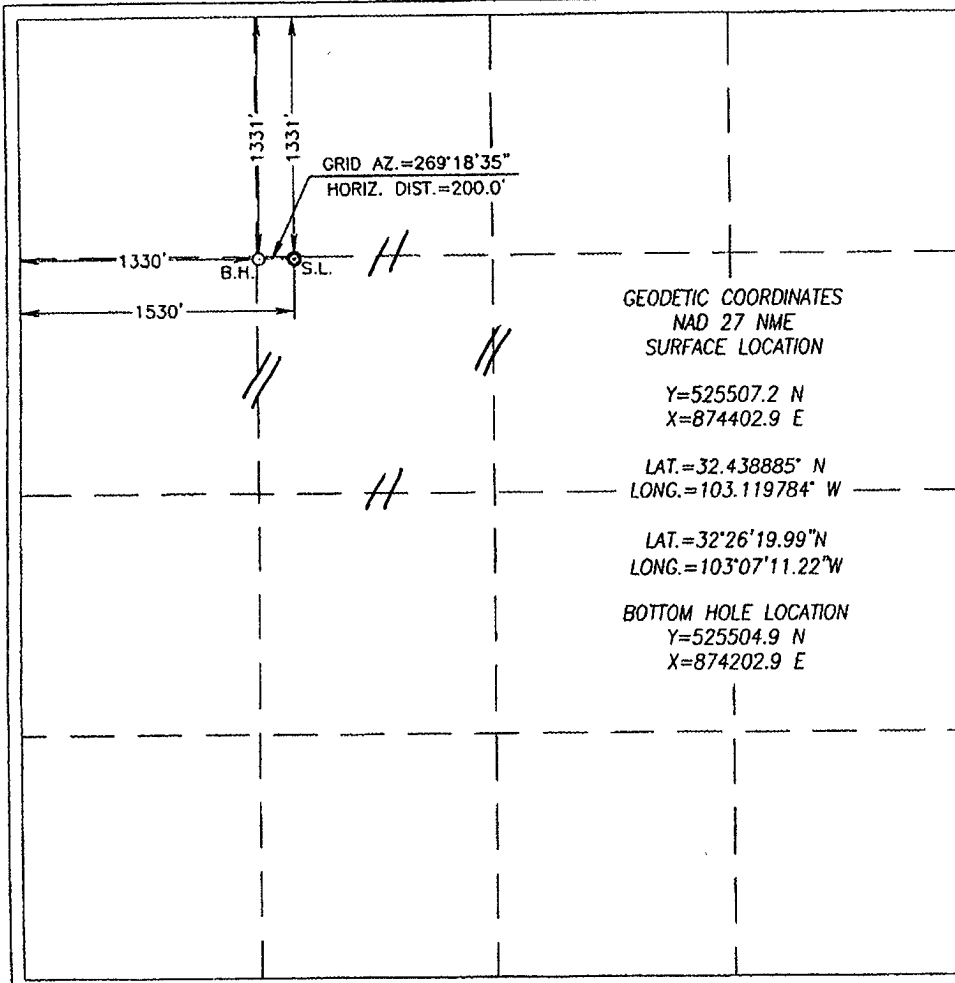 1331'
1331'
GRID AZ.=269°18'35"
HORIZ. DIST.=200.0'
1330'
B.H.
S.L.
1530'
GEODETIC COORDINATES
NAD 27 NME
SURFACE LOCATION
Y=525507.2 N
X=874402.9 E
LAT.=32.438885° N
LONG.=103.119784° W
LAT.=32°26'19.99"N
LONG.=103°07'11.22"W
BOTTOM HOLE LOCATION
Y=525504.9 N
X=874202.9 E